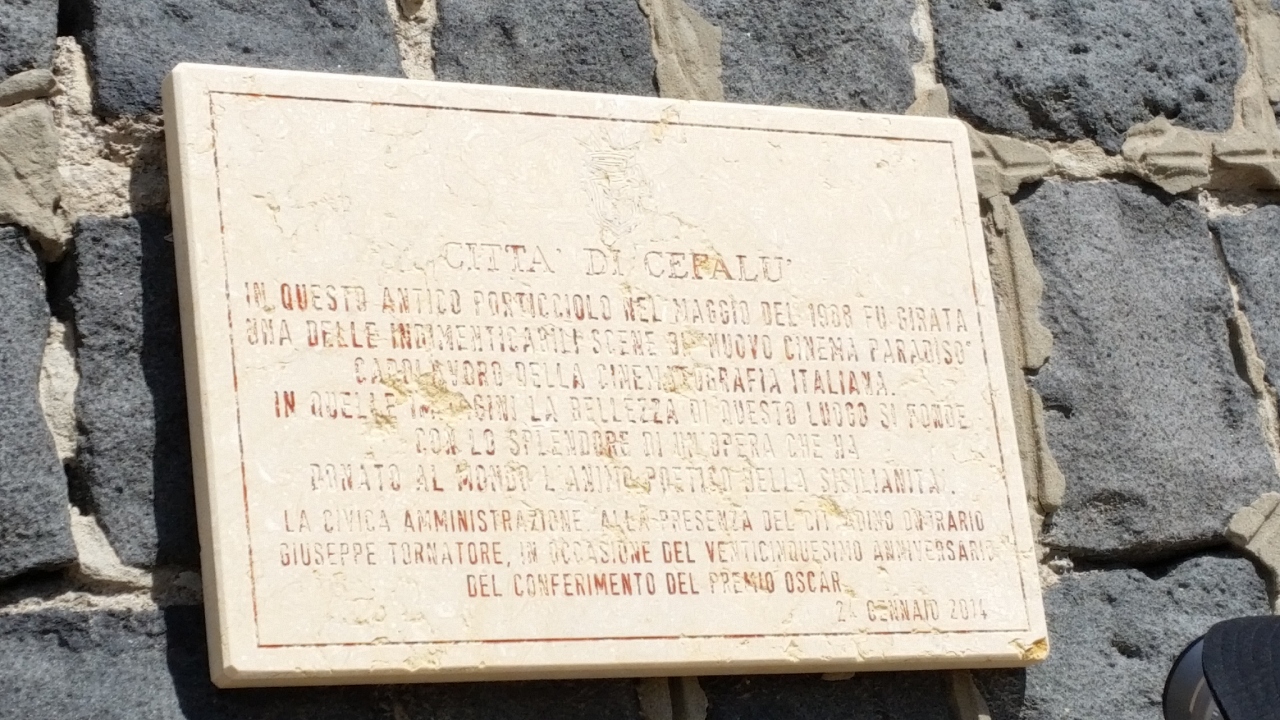 CITTA' DI CEFALU'
IN QUESTO ANTICO PORTICCIOLO NEL MAGGIO DEL 1988 FU GIRATA
UNA DELLE INDIMENTICABILI SCENE DI "NUOVO CINEMA PARADISO"
CAPOLAVORO DELLA CINEMATOGRAFIA ITALIANA.
IN QUELLE IMMAGINI LA BELLEZZA DI QUESTO LUOGO SI FONDE
CON LO SPLENDORE DI UN'OPERA CHE HA
DONATO AL MONDO L'ANIMO POETICO DELLA SISILIANITA'.
LA CIVICA AMMINISTRAZIONE, ALLA PRESENZA DEL CITTADINO ONORARIO
GIUSEPPE TORNATORE, IN OCCASIONE DEL VENTICINQUESIMO ANNIVERSARIO
DEL CONFERIMENTO DEL PREMIO OSCAR
GENNAIO 2014